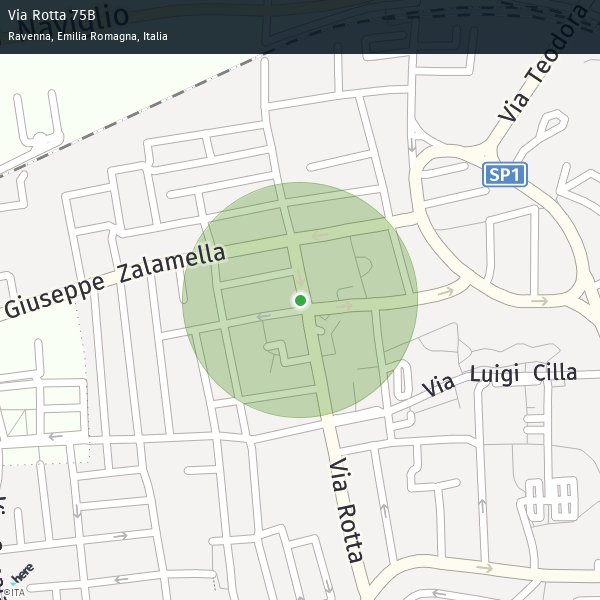 Via Rotta 75B
Ravenna, Emilia Romagna, Italia
Naviglio
Via Teodora
SP1
Giuseppe Zalamella
Via Luigi Cilla
Via Rotta
here
©ITA